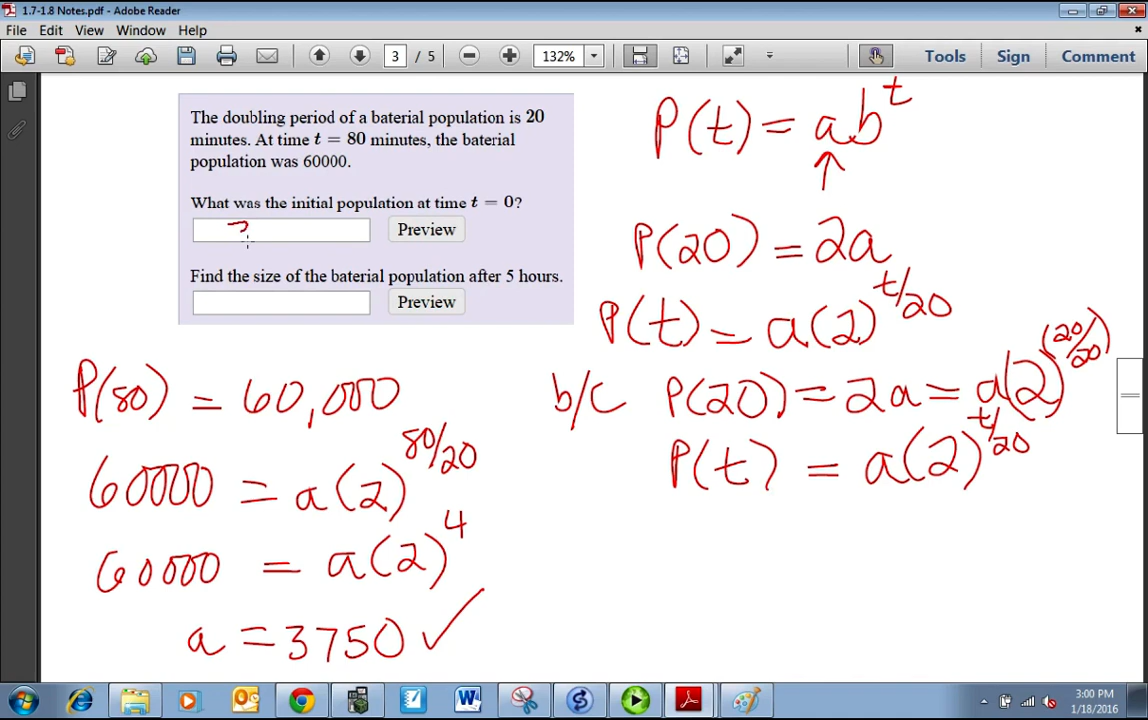 1.7-1.8 Notes.pdf - Adobe Reader
File Edit View Window Help
3 / 5 132% Tools Sign Comment
The doubling period of a baterial population is 20
minutes. At time t = 80 minutes, the baterial
population was 60000.
What was the initial population at time t = 0?
Preview
Find the size of the baterial population after 5 hours.
Preview
P(t) = ab^t
P(20) = 2a
P(t) = a(2)^t/20
b/c P(20) = 2a = a(2)^(20/20)
P(t) = a(2)^t/20
P(80) = 60,000
60000 = a(2)^80/20
60000 = a(2)^4
a = 3750 ✓
3:00 PM
1/18/2016